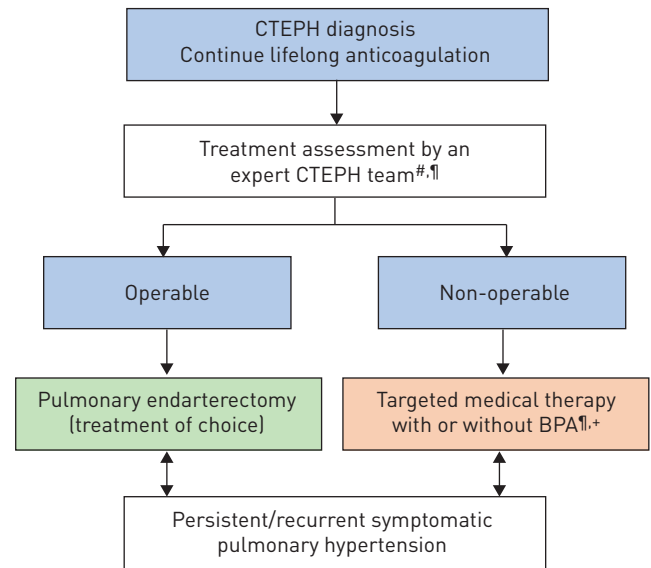 CTEPH diagnosis
Continue lifelong anticoagulation
Treatment assessment by an
expert CTEPH team#,¶
Operable
Non-operable
Pulmonary endarterectomy
(treatment of choice)
Targeted medical therapy
with or without BPA¶,+
Persistent/recurrent symptomatic
pulmonary hypertension